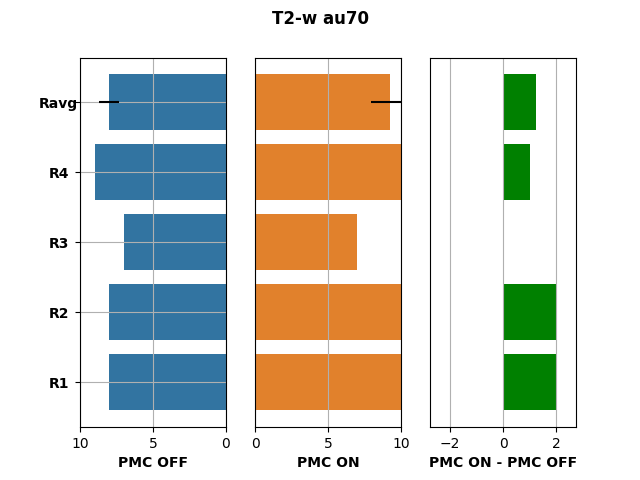 T2-w au70
Ravg
R4
R3
R2
R1
10 5 0
0 5 10
−2 0 2
PMC OFF
PMC ON
PMC ON - PMC OFF